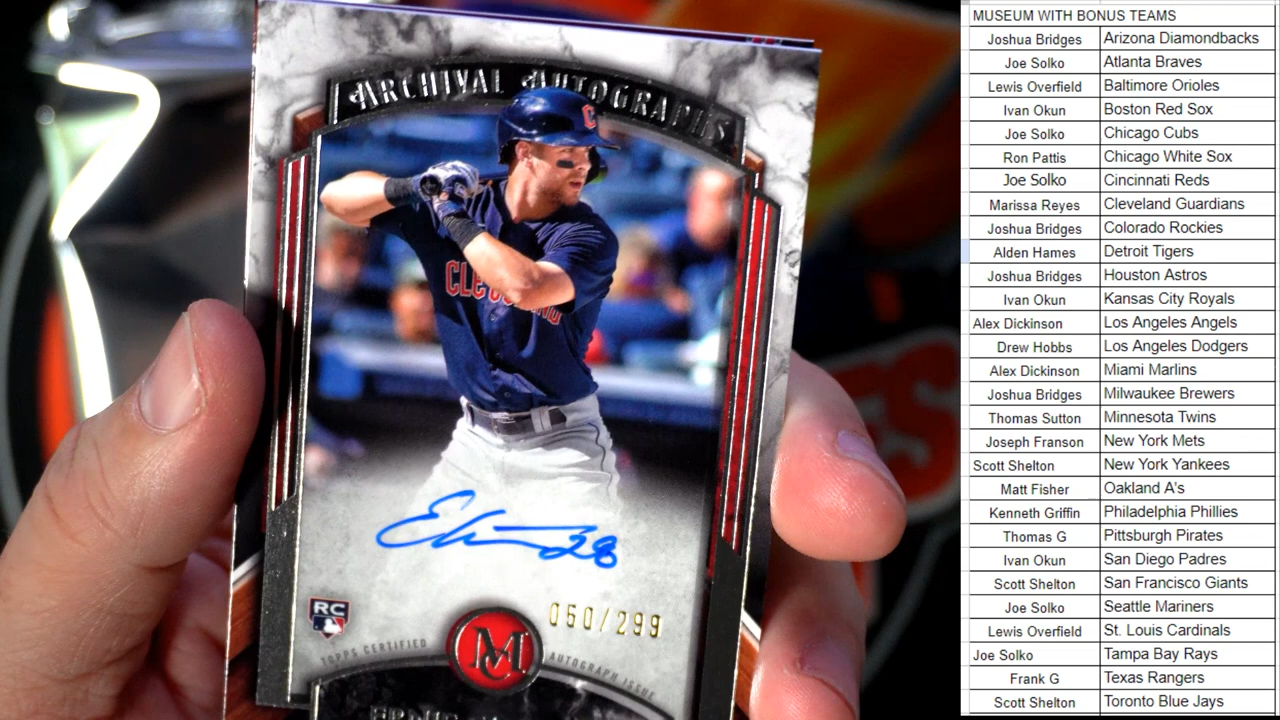 ARCHIVAL AUTOGRAPHS
C
CLEVELAND
28
RC
050/299
TOPPS CERTIFIED
MC
AUTOGRAPH ISSUE
MUSEUM WITH BONUS TEAMS
Joshua Bridges Arizona Diamondbacks
Joe Solko Atlanta Braves
Lewis Overfield Baltimore Orioles
Ivan Okun Boston Red Sox
Joe Solko Chicago Cubs
Ron Pattis Chicago White Sox
Joe Solko Cincinnati Reds
Marissa Reyes Cleveland Guardians
Joshua Bridges Colorado Rockies
Alden Hames Detroit Tigers
Joshua Bridges Houston Astros
Ivan Okun Kansas City Royals
Alex Dickinson Los Angeles Angels
Drew Hobbs Los Angeles Dodgers
Alex Dickinson Miami Marlins
Joshua Bridges Milwaukee Brewers
Thomas Sutton Minnesota Twins
Joseph Franson New York Mets
Scott Shelton New York Yankees
Matt Fisher Oakland A's
Kenneth Griffin Philadelphia Phillies
Thomas G Pittsburgh Pirates
Ivan Okun San Diego Padres
Scott Shelton San Francisco Giants
Joe Solko Seattle Mariners
Lewis Overfield St. Louis Cardinals
Joe Solko Tampa Bay Rays
Frank G Texas Rangers
Scott Shelton Toronto Blue Jays